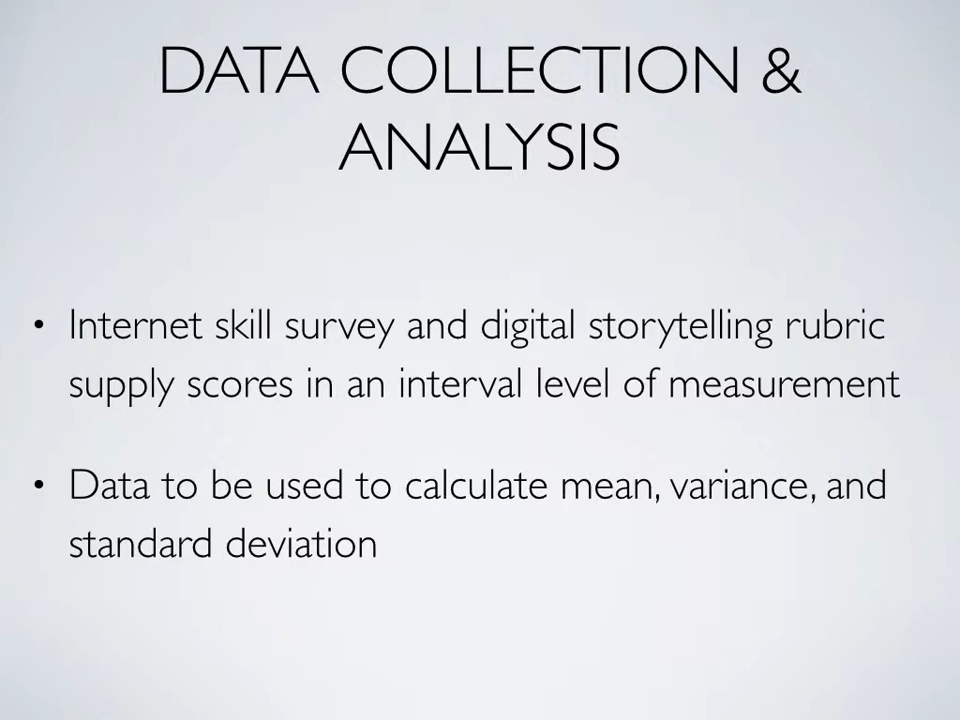 DATA COLLECTION &
ANALYSIS
• Internet skill survey and digital storytelling rubric
supply scores in an interval level of measurement
• Data to be used to calculate mean, variance, and
standard deviation